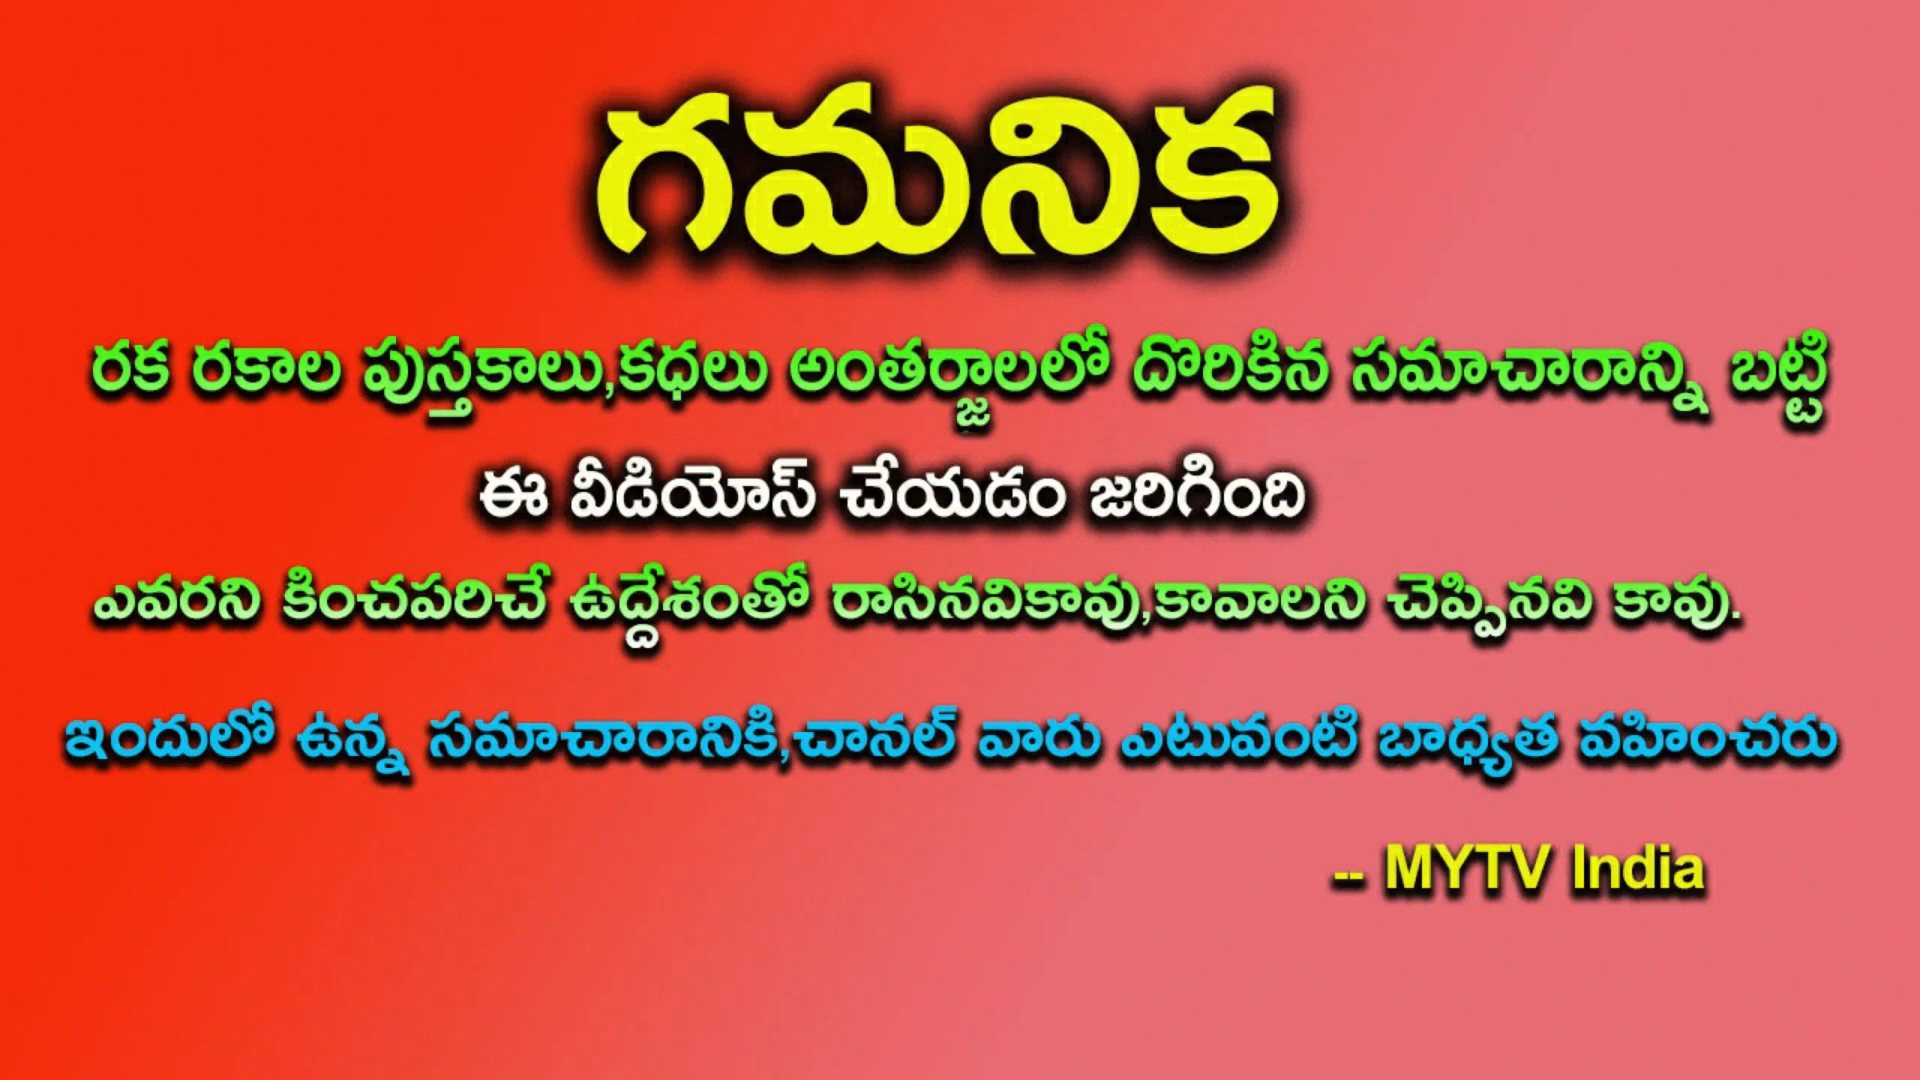 గమనిక
రక రకాల పుస్తకాలు,కధలు అంతర్జాలలో దొరికిన సమాచారాన్ని బట్టి
ఈ వీడియోస్ చేయడం జరిగింది
ఎవరని కించపరిచే ఉద్దేశంతో రాసినవికావు,కావాలని చెప్పినవి కావు.
ఇందులో ఉన్న సమాచారానికి,చానల్ వారు ఎటువంటి బాధ్యత వహించరు
-- MYTV India